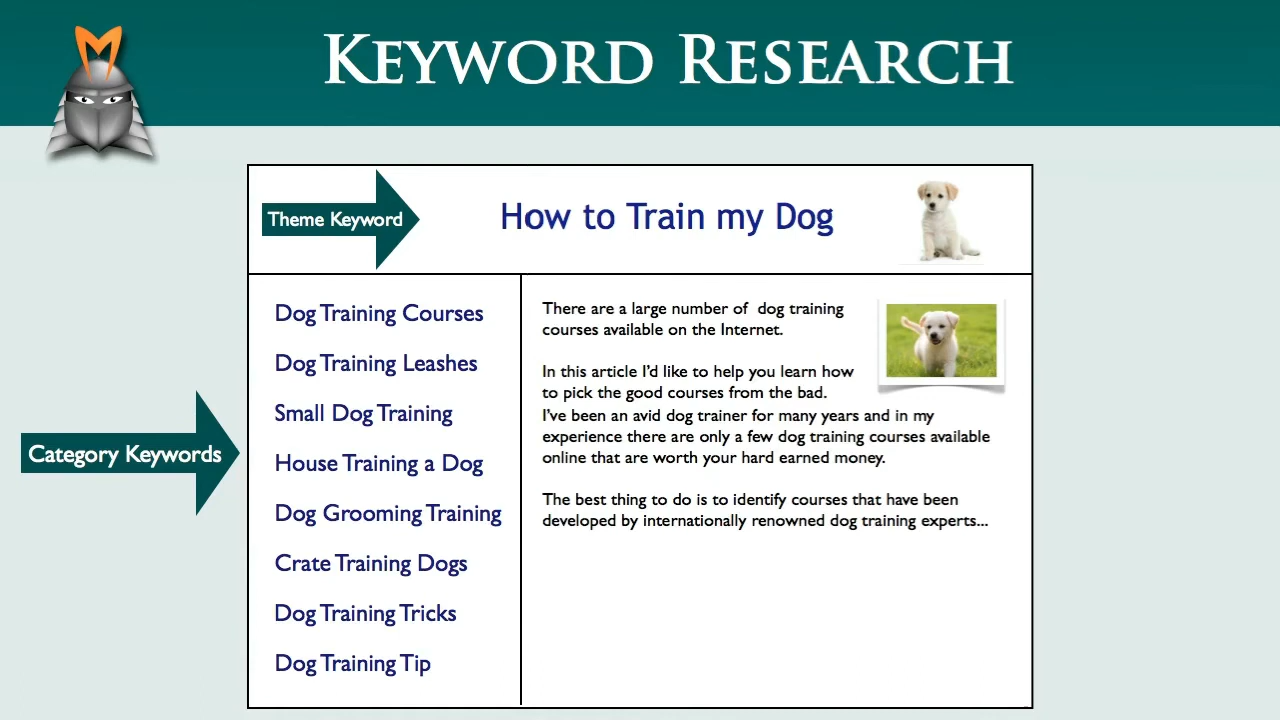 KEYWORD RESEARCH
Theme Keyword
How to Train my Dog
Category Keywords
Dog Training Courses
Dog Training Leashes
Small Dog Training
House Training a Dog
Dog Grooming Training
Crate Training Dogs
Dog Training Tricks
Dog Training Tip
There are a large number of dog training
courses available on the Internet.
In this article I'd like to help you learn how
to pick the good courses from the bad.
I've been an avid dog trainer for many years and in my
experience there are only a few dog training courses available
online that are worth your hard earned money.
The best thing to do is to identify courses that have been
developed by internationally renowned dog training experts...